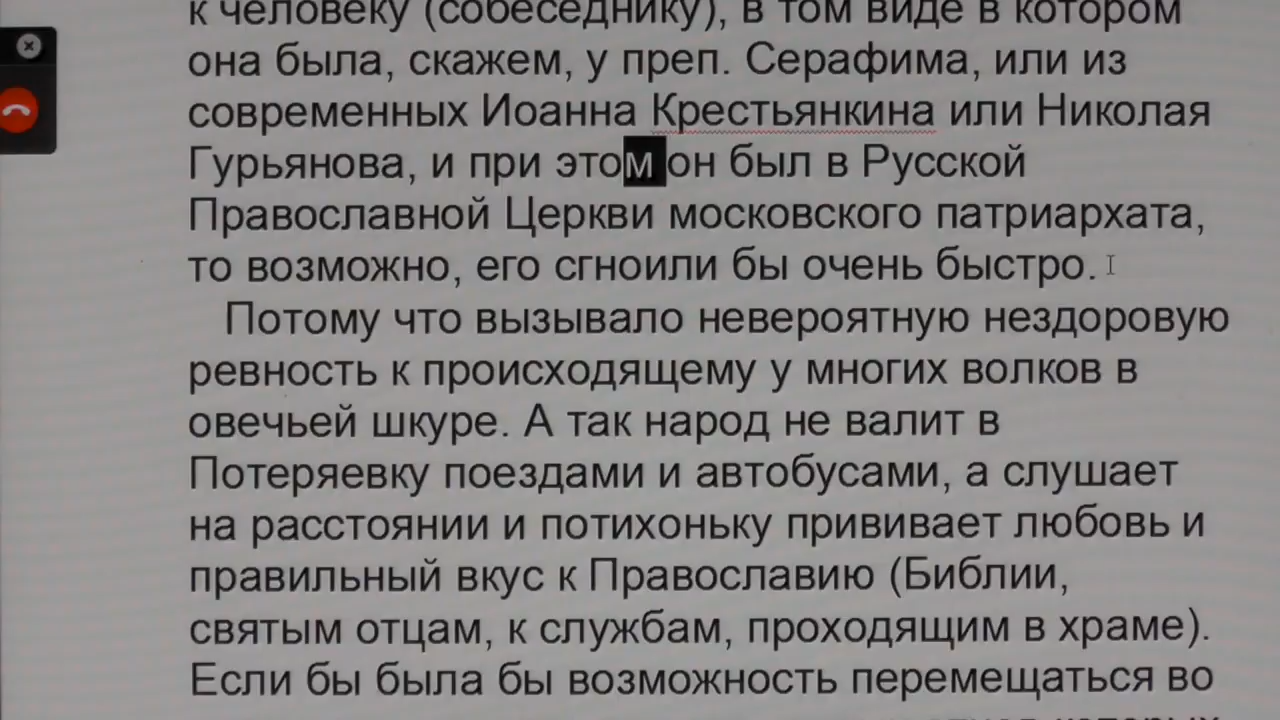 к человеку (собеседнику), в том виде в котором
она была, скажем, у преп. Серафима, или из
современных Иоанна Крестьянкина или Николая
Гурьянова, и при этом он был в Русской
Православной Церкви московского патриархата,
то возможно, его сгноили бы очень быстро.
Потому что вызывало невероятную нездоровую
ревность к происходящему у многих волков в
овечьей шкуре. А так народ не валит в
Потеряевку поездами и автобусами, а слушает
на расстоянии и потихоньку прививает любовь и
правильный вкус к Православию (Библии,
святым отцам, к службам, проходящим в храме).
Если бы была бы возможность перемещаться во